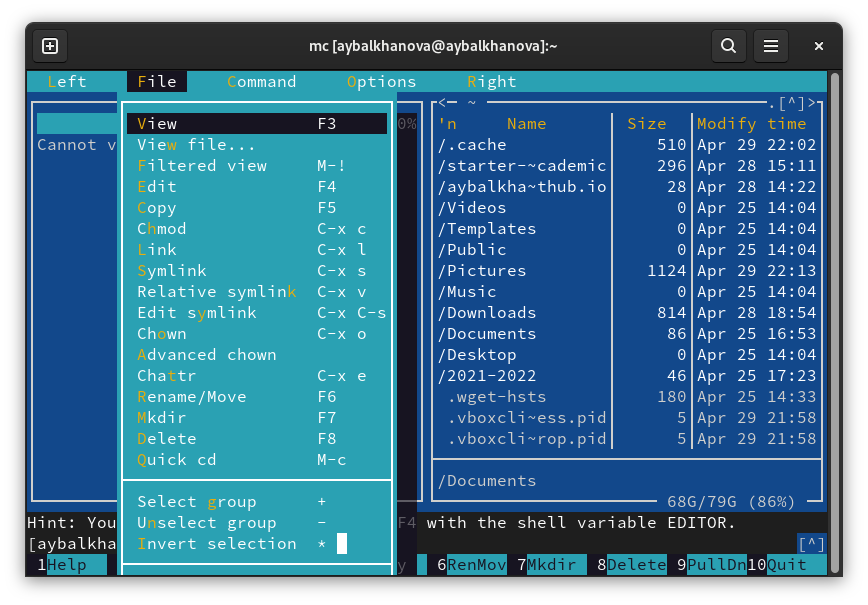 mc [aybalkhanova@aybalkhanova]:~
Left File Command Options Right
<─ ~ .[^]>
View F3 0% 'n Name Size Modify time
Cannot v View file... /.cache 510 Apr 29 22:02
Filtered view M-! /starter-~cademic 296 Apr 28 15:11
Edit F4 /aybalkha~thub.io 28 Apr 28 14:22
Copy F5 /Videos 0 Apr 25 14:04
Chmod C-x c /Templates 0 Apr 25 14:04
Link C-x l /Public 0 Apr 25 14:04
Symlink C-x s /Pictures 1124 Apr 29 22:13
Relative symlink C-x v /Music 0 Apr 25 14:04
Edit symlink C-x C-s /Downloads 814 Apr 28 18:54
Chown C-x o /Documents 86 Apr 25 16:53
Advanced chown /Desktop 0 Apr 25 14:04
Chattr C-x e /2021-2022 46 Apr 25 17:23
Rename/Move F6 .wget-hsts 180 Apr 25 14:33
Mkdir F7 .vboxcli~ess.pid 5 Apr 29 21:58
Delete F8 .vboxcli~rop.pid 5 Apr 29 21:58
Quick cd M-c
/Documents
Select group + 68G/79G (86%)
Hint: You Unselect group - F4 with the shell variable EDITOR.
[aybalkha Invert selection * [^]
1Help y 6RenMov 7Mkdir 8Delete 9PullDn 10Quit